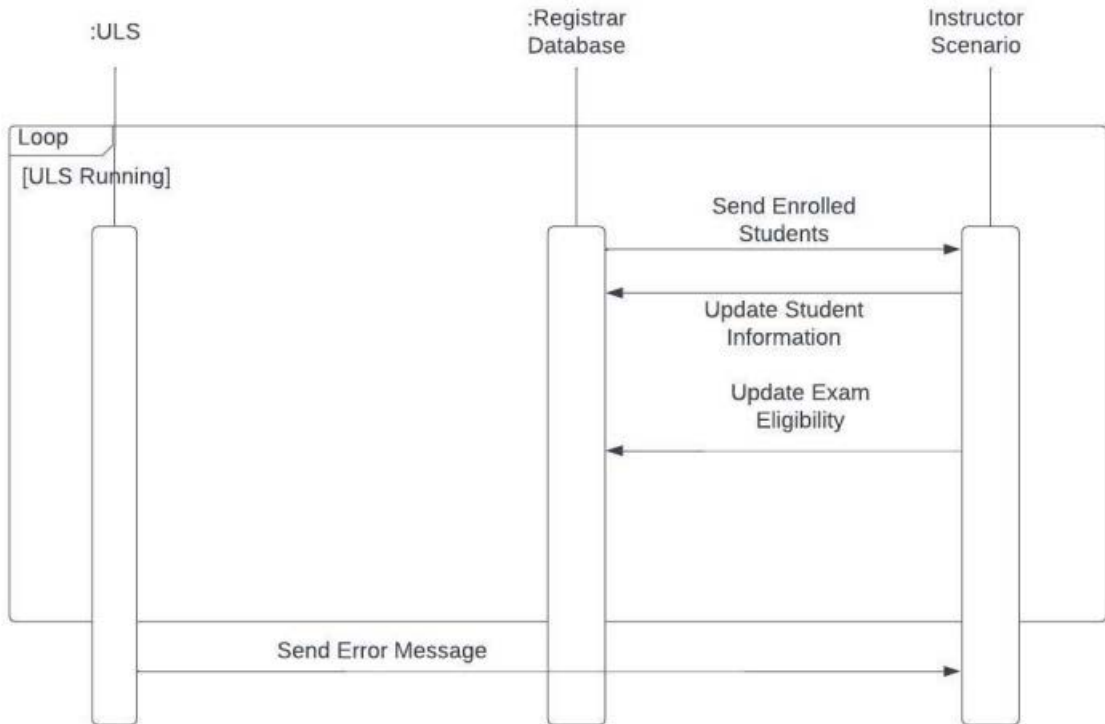 :ULS
:Registrar
Database
Instructor
Scenario
Loop
[ULS Running]
Send Enrolled
Students
Update Student
Information
Update Exam
Eligibility
Send Error Message